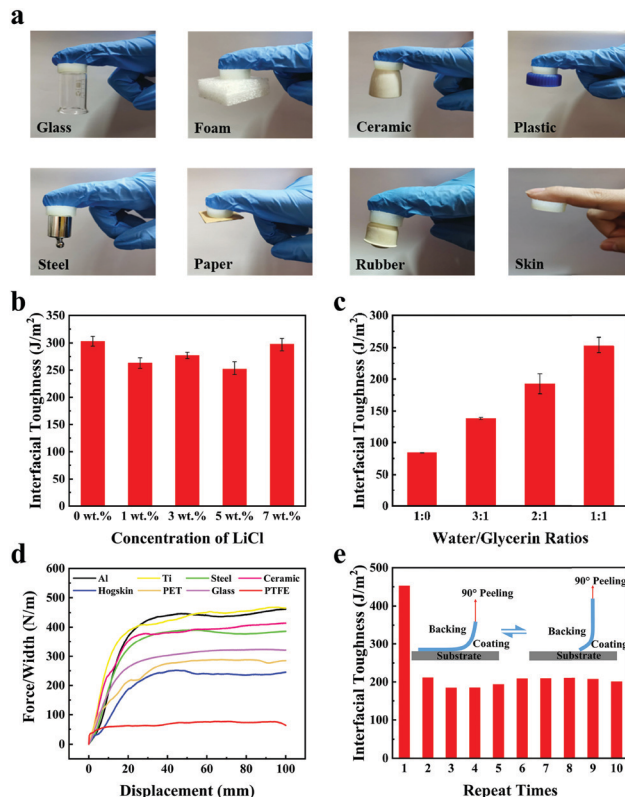 a
Glass
Foam
Ceramic
Plastic
Steel
Paper
Rubber
Skin
b
Interfacial Toughness (J/m²)
400
350
300
250
200
150
100
50
0
0 wt.% 1 wt.% 3 wt.% 5 wt.% 7 wt.%
Concentration of LiCl
c
Interfacial Toughness (J/m²)
300
250
200
150
100
50
0
1:0 3:1 2:1 1:1
Water/Glycerin Ratios
d
Force/Width (N/m)
600
500
400
300
200
100
0
Al Ti Steel Ceramic
Hogskin PET Glass PTFE
0 20 40 60 80 100
Displacement (mm)
e
Interfacial Toughness (J/m²)
500
400
300
200
100
0
90° Peeling
90° Peeling
Backing
Coating
Substrate
Backing
Coating
Substrate
1 2 3 4 5 6 7 8 9 10
Repeat Times